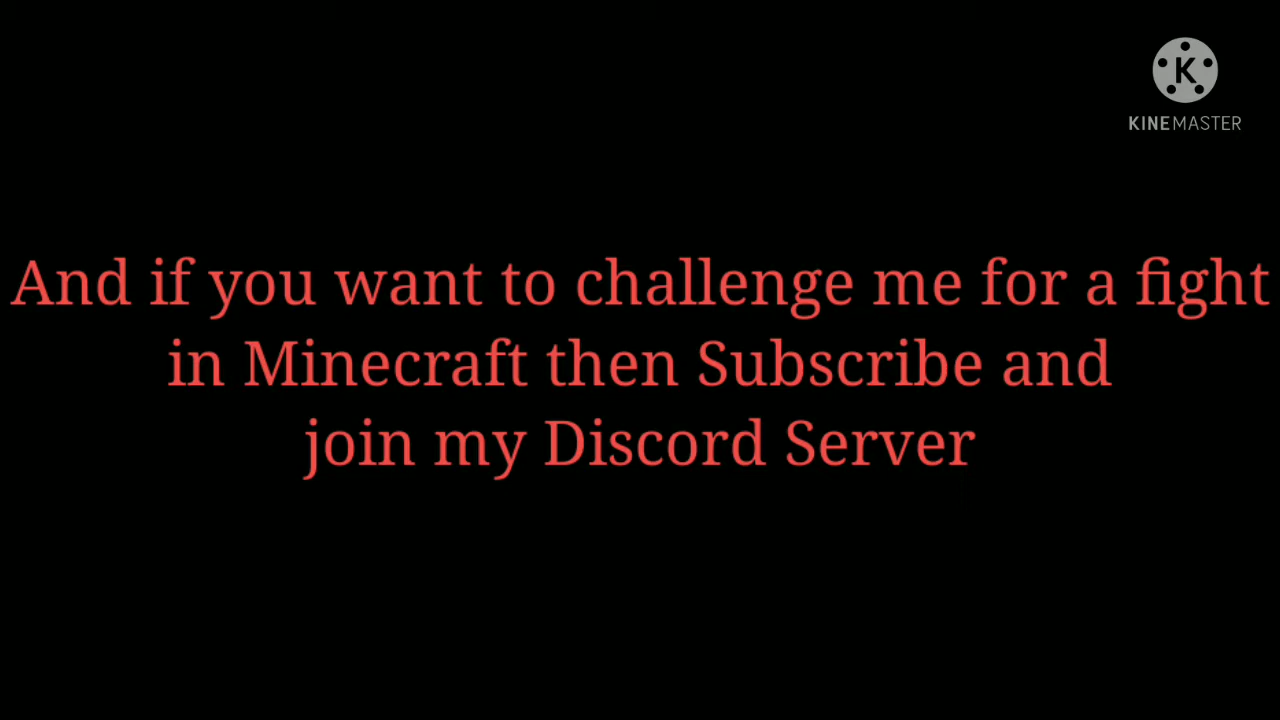 K
KINEMASTER
And if you want to challenge me for a fight
in Minecraft then Subscribe and
join my Discord Server